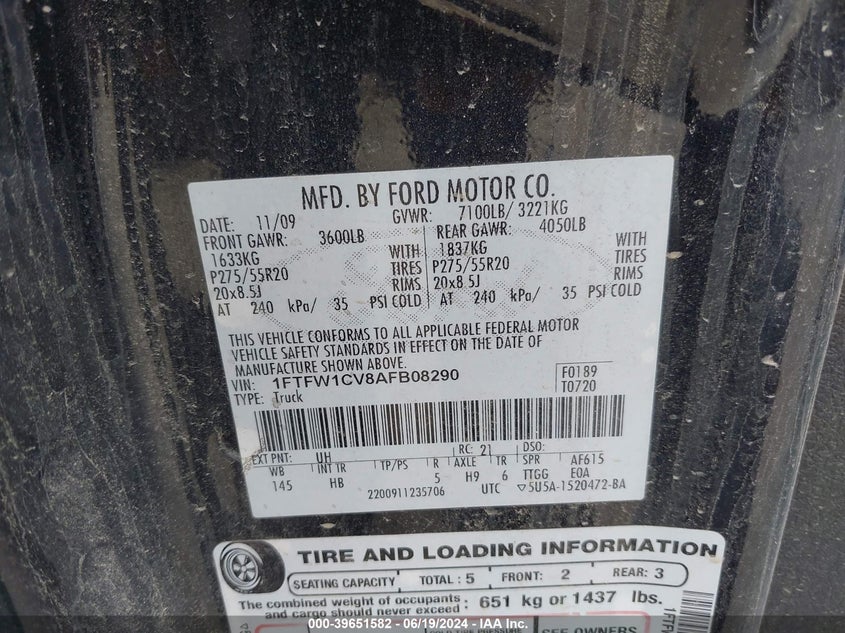 MFD. BY FORD MOTOR CO.
DATE: 11/09 GVWR: 7100LB/ 3221KG
FRONT GAWR: 3600LB REAR GAWR: 4050LB
1633KG WITH 1837KG WITH
P275/55R20 TIRES P275/55R20 TIRES
20x8.5J RIMS 20x8.5J RIMS
AT 240 kPa/ 35 PSI COLD AT 240 kPa/ 35 PSI COLD
THIS VEHICLE CONFORMS TO ALL APPLICABLE FEDERAL MOTOR
VEHICLE SAFETY STANDARDS IN EFFECT ON THE DATE OF
MANUFACTURE SHOWN ABOVE.
VIN: 1FTFW1CV8AFB08290 F0189
TYPE: Truck T0720
EXT PNT: UH RC: 21 DSO:
WB INT TR TP/PS R AXLE TR SPR AF615
145 HB 5 H9 6 TTGG E0A
2200911235706 UTC ▽5U5A-1520472-BA
TIRE AND LOADING INFORMATION
SEATING CAPACITY TOTAL : 5 FRONT: 2 REAR: 3
The combined weight of occupants and cargo should never exceed : 651 kg or 1437 lbs.
SEE OWNERS
000-39651582 - 06/19/2024 - IAA Inc.